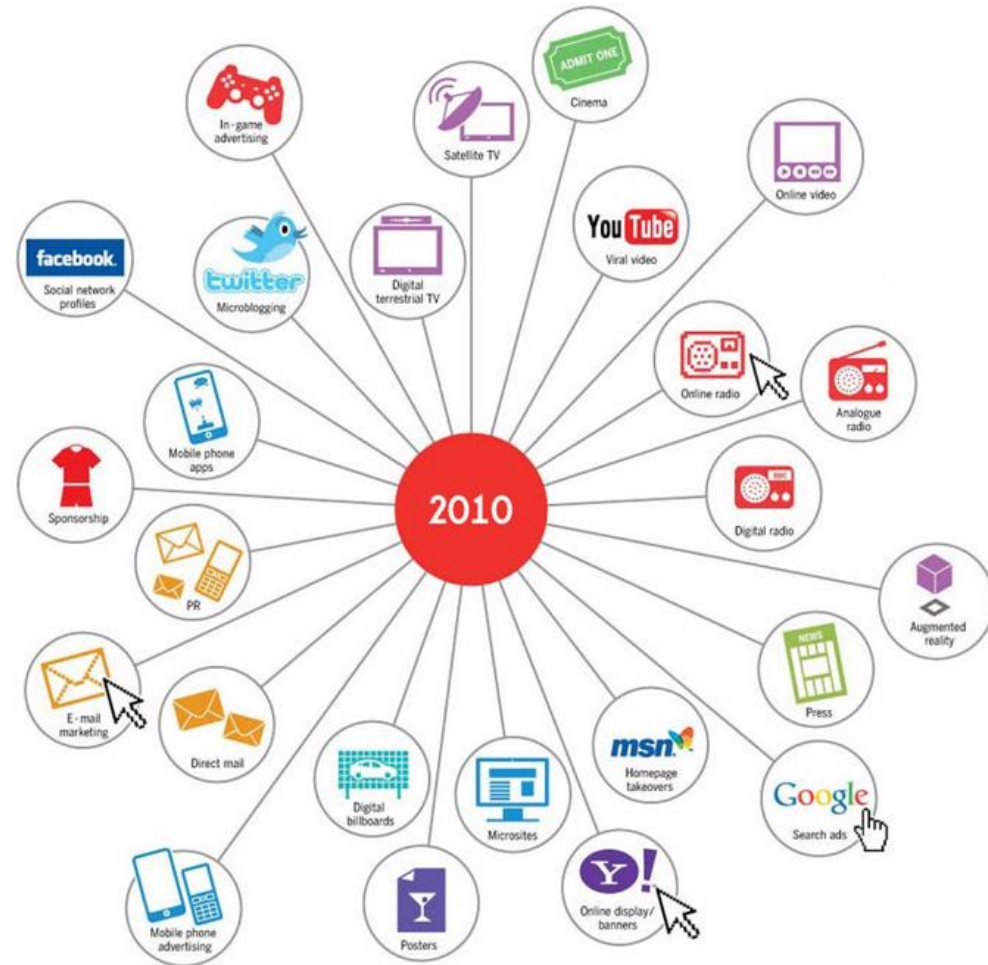 ADMIT ONE
Cinema
In-game
advertising
Satellite TV
Online video
YouTube
Viral video
facebook.
Social network
profiles
twitter
Microblogging
Digital
terrestrial TV
Online radio
Analogue
radio
Mobile phone
apps
Sponsorship
2010
BBC
Digital radio
PR
Augmented
reality
NEWS
Press
E-mail
marketing
Direct mail
msn
Homepage
takeovers
Digital
billboards
Microsites
Google
Search ads
Mobile phone
advertising
Posters
Y!
Online display/
banners